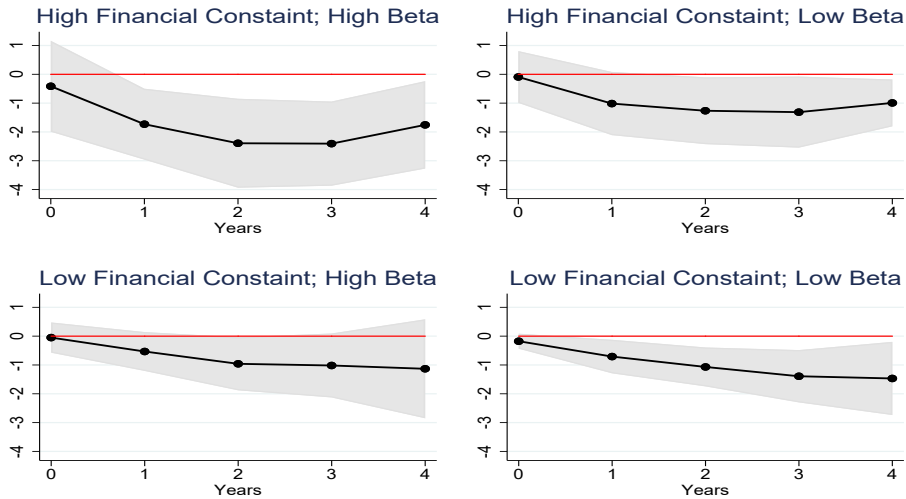 High Financial Constaint; High Beta
1
0
-1
-2
-3
-4
0 1 2 3 4
Years
High Financial Constaint; Low Beta
1
0
-1
-2
-3
-4
0 1 2 3 4
Years
Low Financial Constaint; High Beta
1
0
-1
-2
-3
-4
0 1 2 3 4
Years
Low Financial Constaint; Low Beta
1
0
-1
-2
-3
-4
0 1 2 3 4
Years